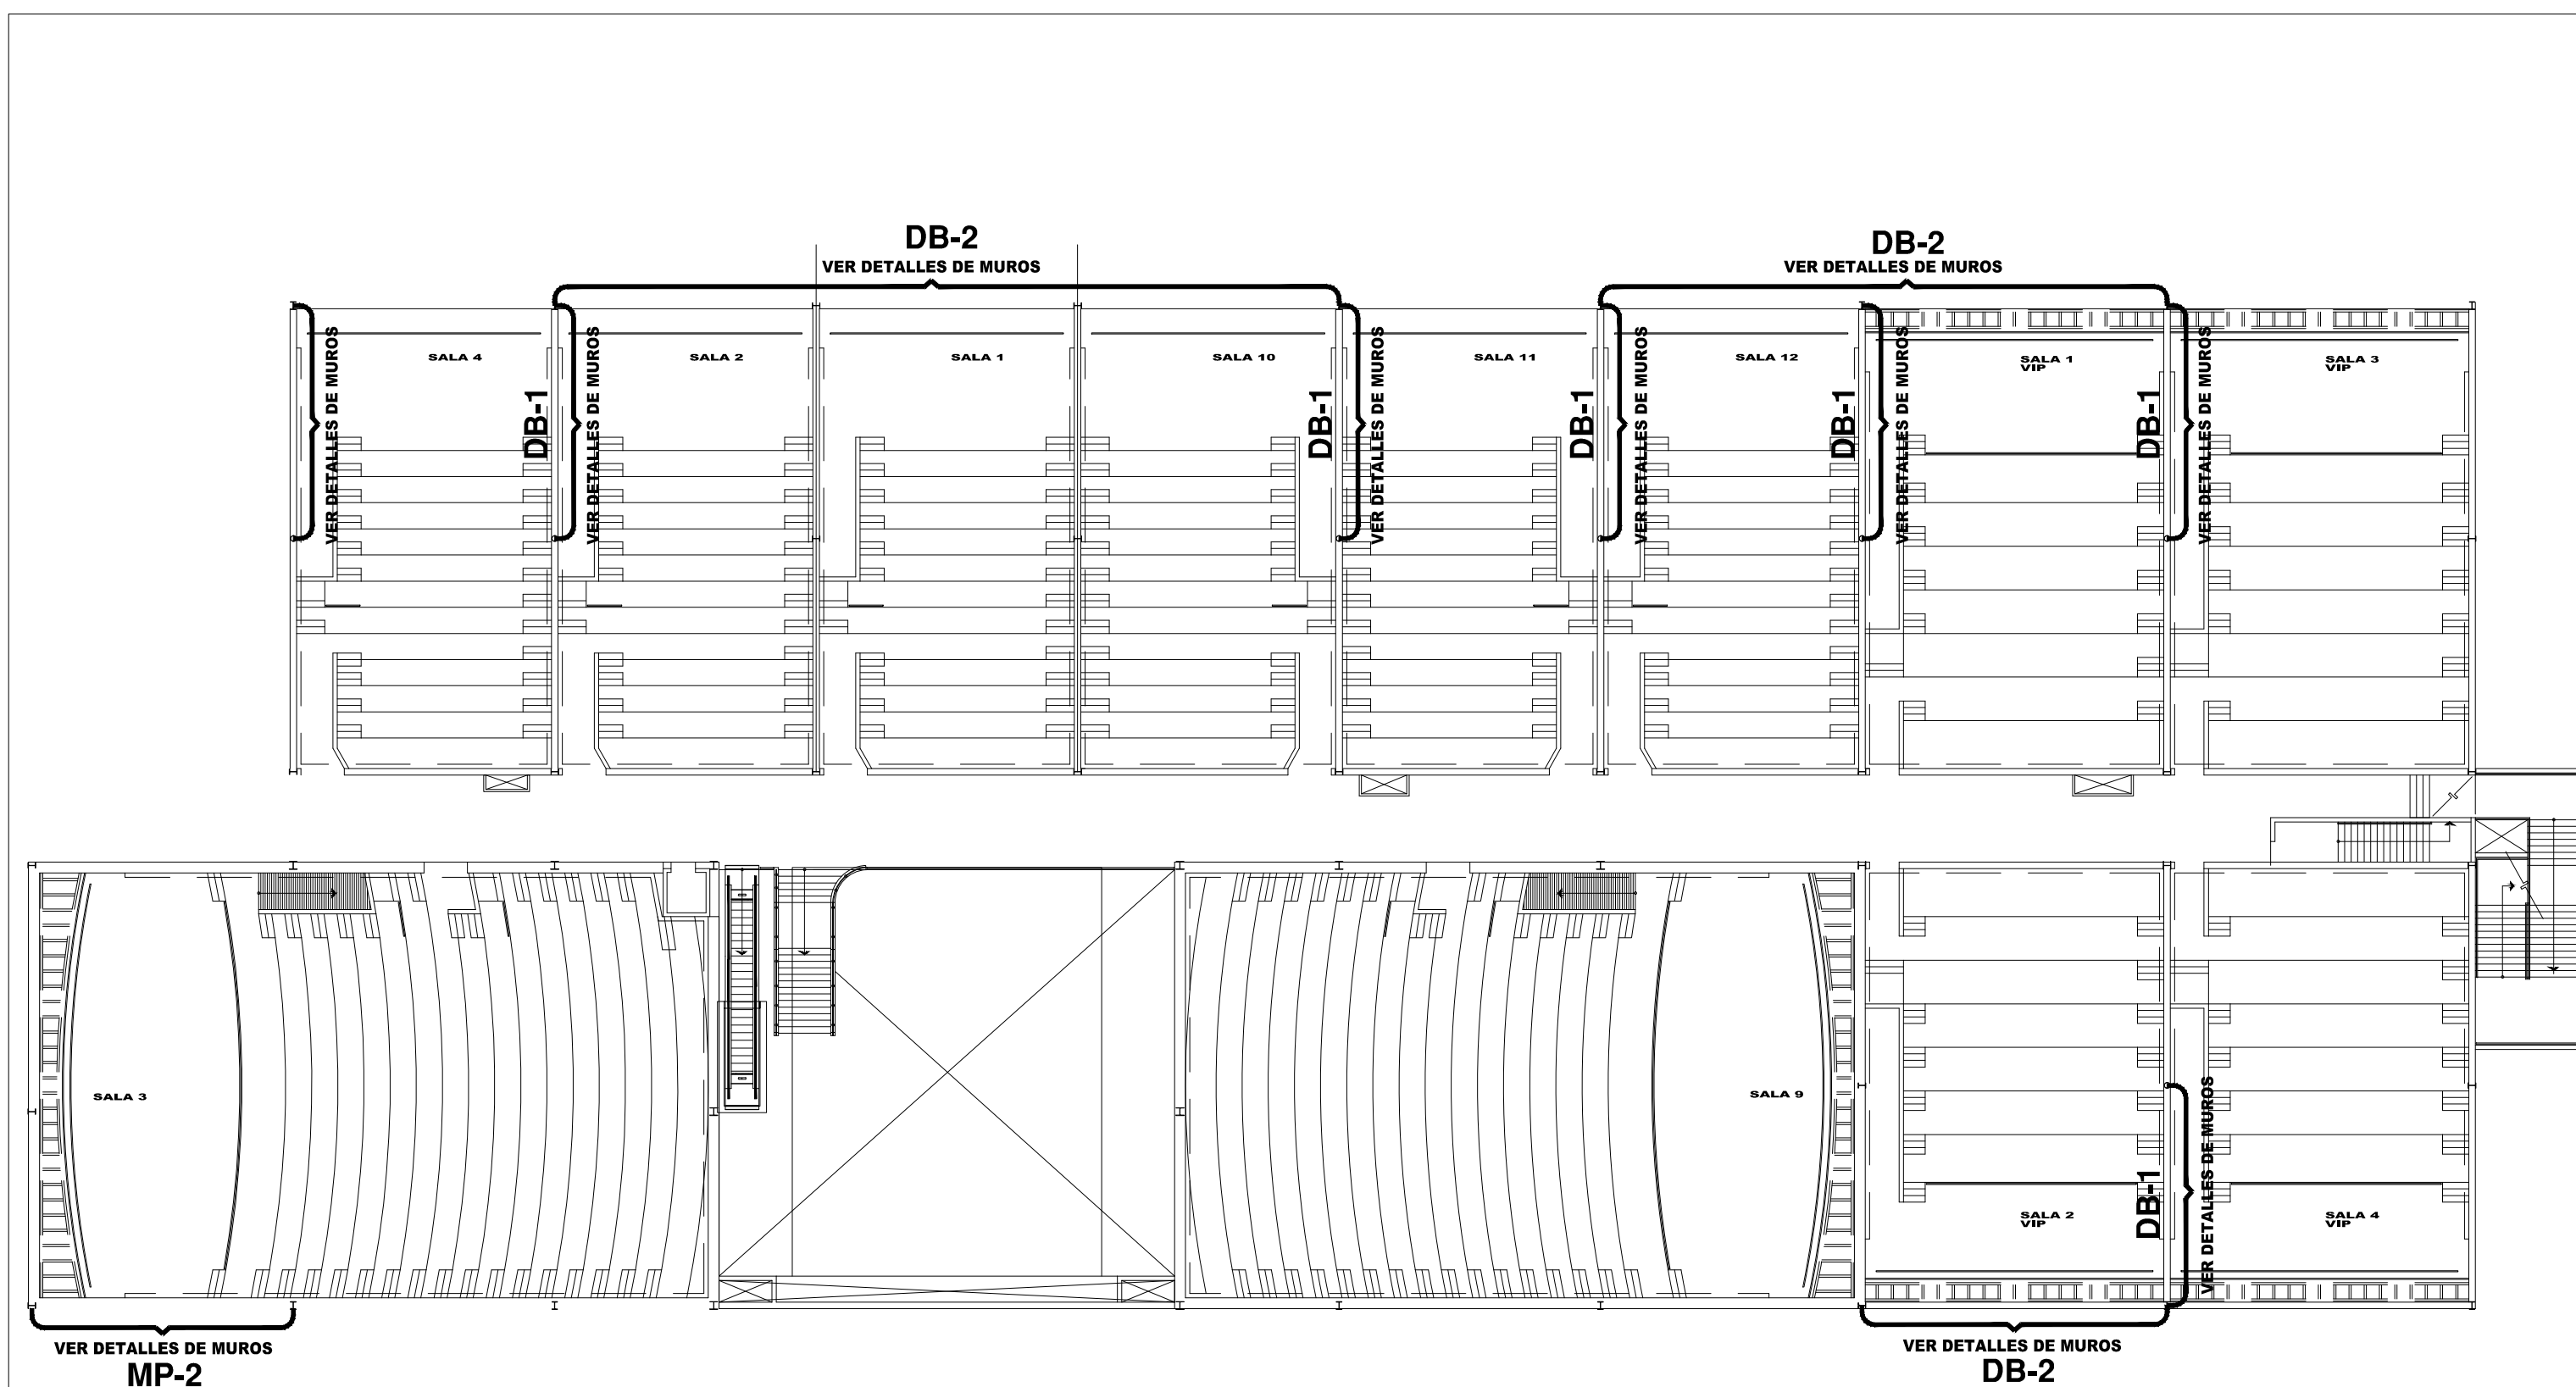 DB-2
VER DETALLES DE MUROS
DB-2
VER DETALLES DE MUROS
VER DETALLES DE MUROS
SALA 4
DB-1
VER DETALLES DE MUROS
SALA 2
SALA 1
SALA 10
DB-1
VER DETALLES DE MUROS
SALA 11
DB-1
VER DETALLES DE MUROS
SALA 12
DB-1
VER DETALLES DE MUROS
SALA 1
VIP
DB-1
VER DETALLES DE MUROS
SALA 3
VIP
SALA 3
SALA 9
SALA 2
VIP
DB-1
VER DETALLES DE MUROS
SALA 4
VIP
VER DETALLES DE MUROS
MP-2
VER DETALLES DE MUROS
DB-2